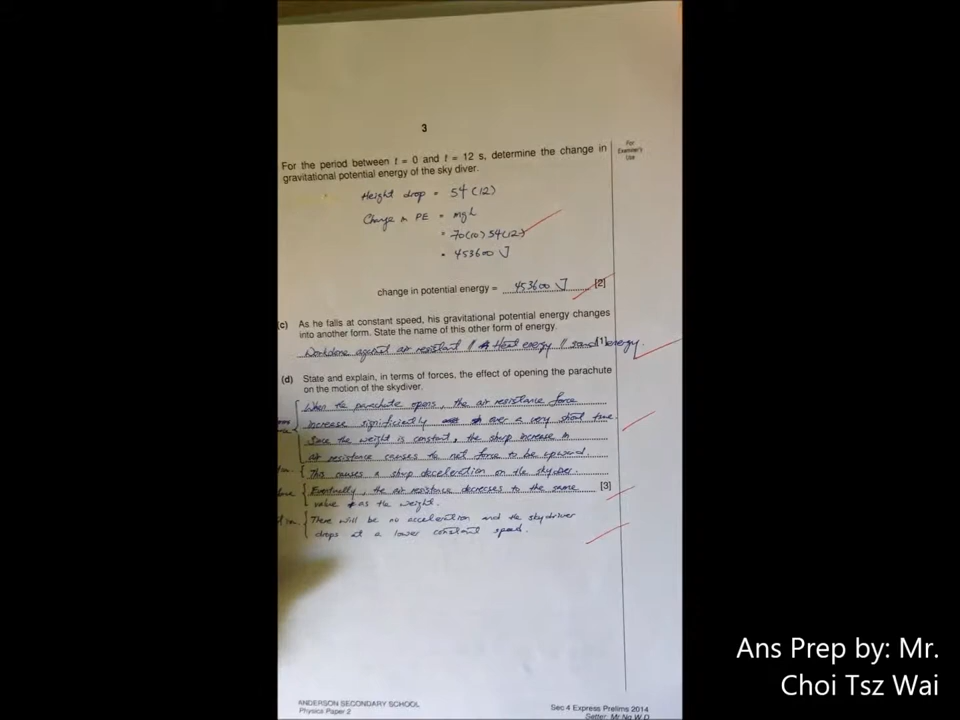 3
For
Examiner's
Use
For the period between t = 0 and t = 12 s, determine the change in
gravitational potential energy of the sky diver.
Height drop = 54 (12)
Change in PE = mgh
= 70(10) 54(12)
= 453600 J
change in potential energy = 453600 J [2]
(c) As he falls at constant speed, his gravitational potential energy changes
into another form. State the name of this other form of energy.
Workdone against air resistant // Heat energy // sound energy. [1]
(d) State and explain, in terms of forces, the effect of opening the parachute
on the motion of the skydiver.
When the parachute opens, the air resistance force
increase significiently over a very short time.
Since the weight is constant, the sharp increase in
air resistance causes the net force to be upward.
This causes a sharp deceleration on the skydiver.
Eventually, the air resistance decreases to the same [3]
value as the weight.
There will be no acceleration and the skydriver
drops at a lower constant speed.
ANDERSON SECONDARY SCHOOL
Physics Paper 2
Sec 4 Express Prelims 2014
Setter: Mr Ng W D
Ans Prep by: Mr.
Choi Tsz Wai